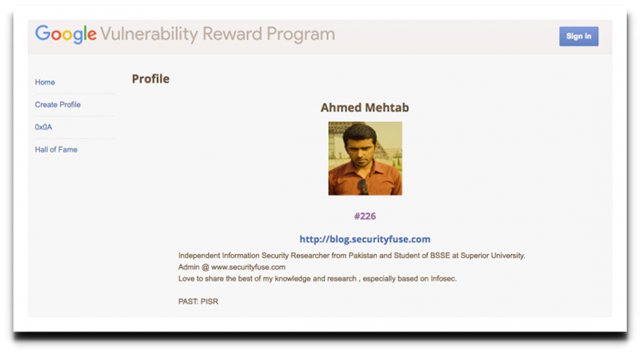 Google Vulnerability Reward Program
Sign in
Home
Create Profile
0x0A
Hall of Fame
Profile
Ahmed Mehtab
#226
http://blog.securityfuse.com
Independent Information Security Researcher from Pakistan and Student of BSSE at Superior University.
Admin @ www.securityfuse.com
Love to share the best of my knowledge and research , especially based on Infosec.
PAST: PISR